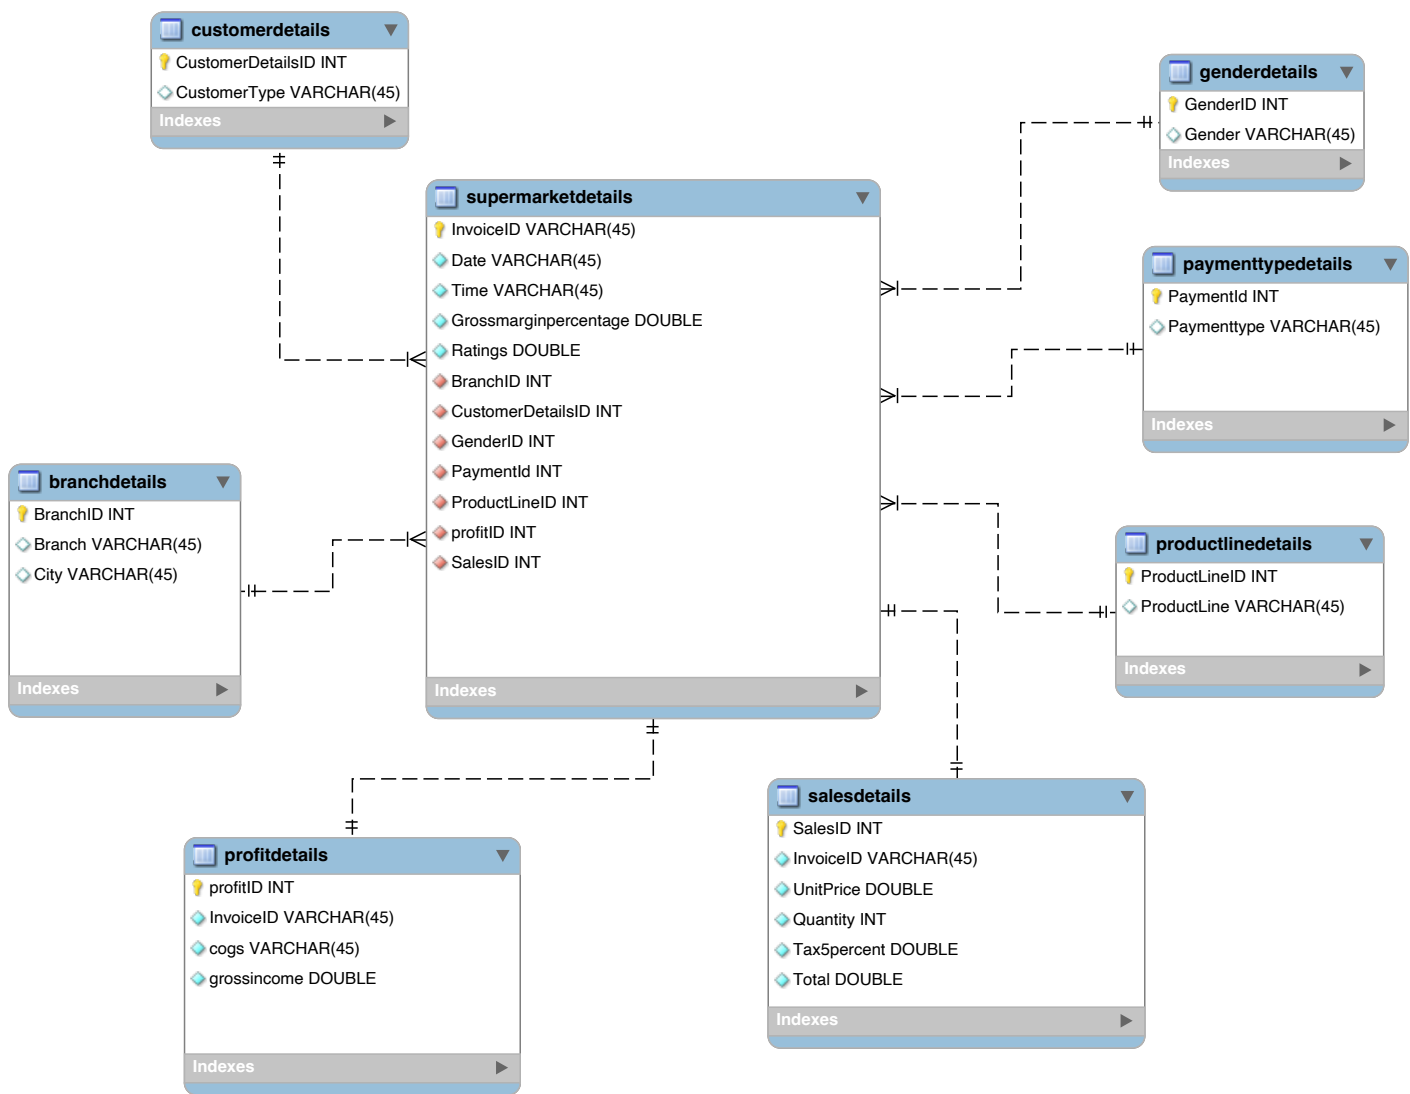 customerdetails
CustomerDetailsID INT
CustomerType VARCHAR(45)
Indexes
genderdetails
GenderID INT
Gender VARCHAR(45)
Indexes
supermarketdetails
InvoiceID VARCHAR(45)
Date VARCHAR(45)
Time VARCHAR(45)
Grossmarginpercentage DOUBLE
Ratings DOUBLE
BranchID INT
CustomerDetailsID INT
GenderID INT
PaymentId INT
ProductLineID INT
profitID INT
SalesID INT
Indexes
paymenttypedetails
PaymentId INT
Paymenttype VARCHAR(45)
Indexes
branchdetails
BranchID INT
Branch VARCHAR(45)
City VARCHAR(45)
Indexes
productlinedetails
ProductLineID INT
ProductLine VARCHAR(45)
Indexes
profitdetails
profitID INT
InvoiceID VARCHAR(45)
cogs VARCHAR(45)
grossincome DOUBLE
Indexes
salesdetails
SalesID INT
InvoiceID VARCHAR(45)
UnitPrice DOUBLE
Quantity INT
Tax5percent DOUBLE
Total DOUBLE
Indexes